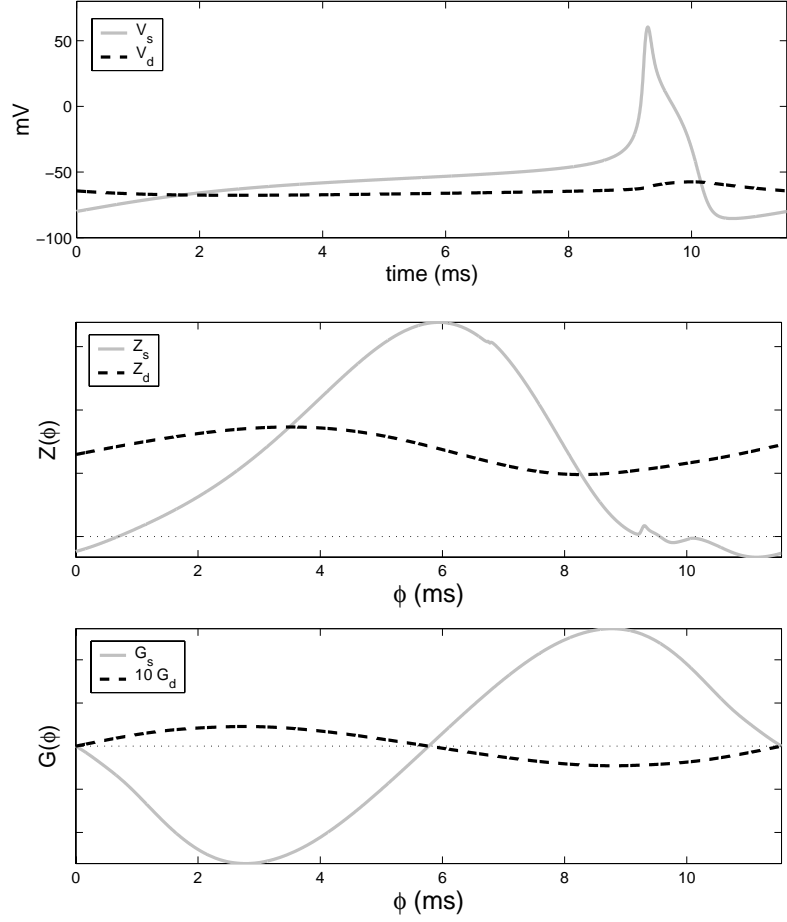 50
0
−50
−100
mV
V_s
V_d
0 2 4 6 8 10
time (ms)
Z(ϕ)
Z_s
Z_d
0 2 4 6 8 10
ϕ (ms)
G(ϕ)
G_s
10 G_d
0 2 4 6 8 10
ϕ (ms)